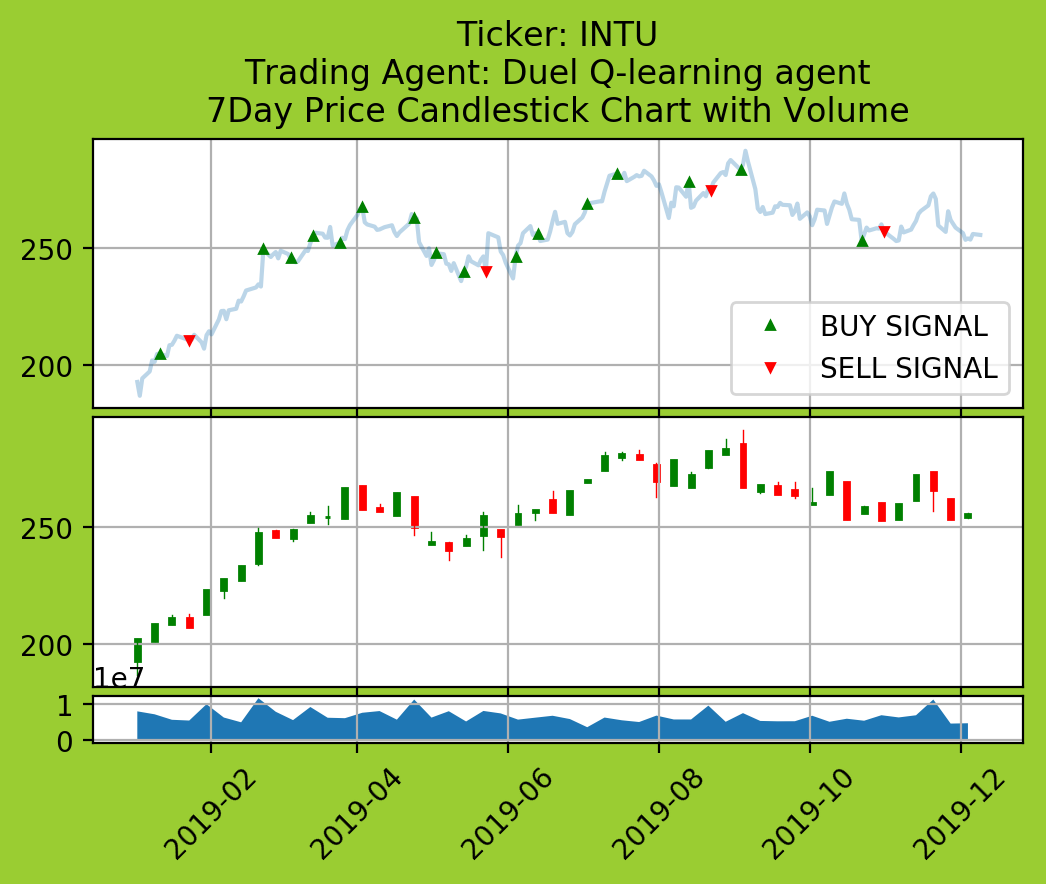 Ticker: INTU
Trading Agent: Duel Q-learning agent
7Day Price Candlestick Chart with Volume
250
200
BUY SIGNAL
SELL SIGNAL
250
200
1e7
1
0
2019-02
2019-04
2019-06
2019-08
2019-10
2019-12